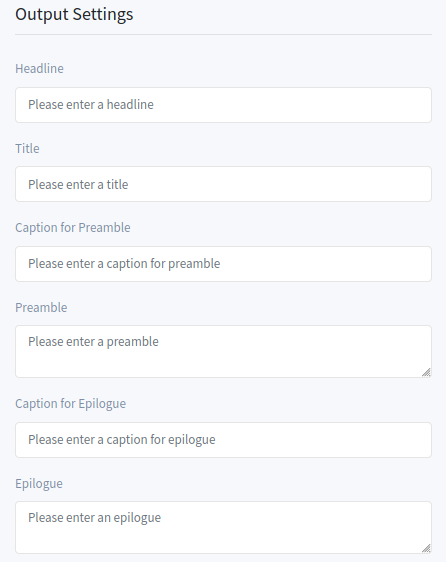 Output Settings
Headline
Please enter a headline
Title
Please enter a title
Caption for Preamble
Please enter a caption for preamble
Preamble
Please enter a preamble
Caption for Epilogue
Please enter a caption for epilogue
Epilogue
Please enter an epilogue